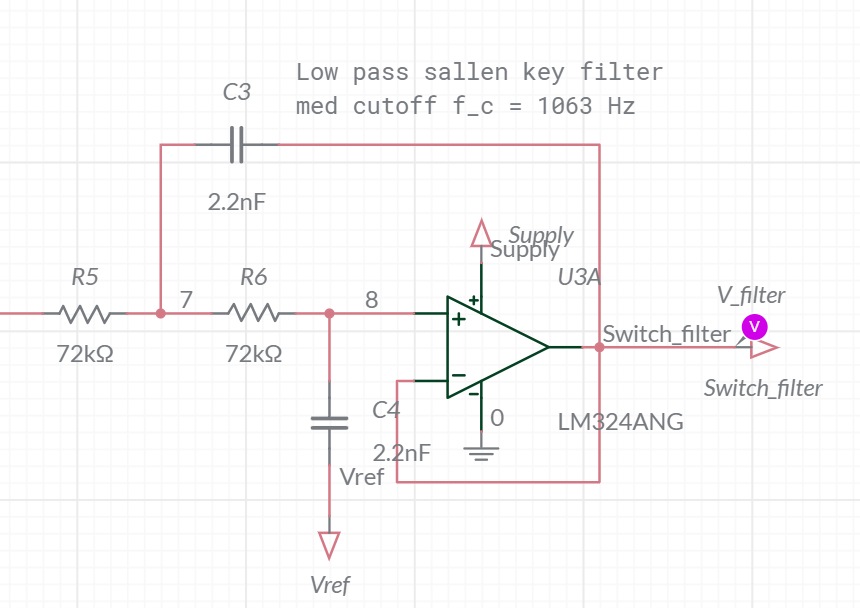 Low pass sallen key filter
med cutoff f_c = 1063 Hz
C3
2.2nF
Supply
Supply
R5
R6
U3A
7
8
V_filter
V
Switch_filter
72kΩ
72kΩ
Switch_filter
C4
0
LM324ANG
2.2nF
Vref
Vref